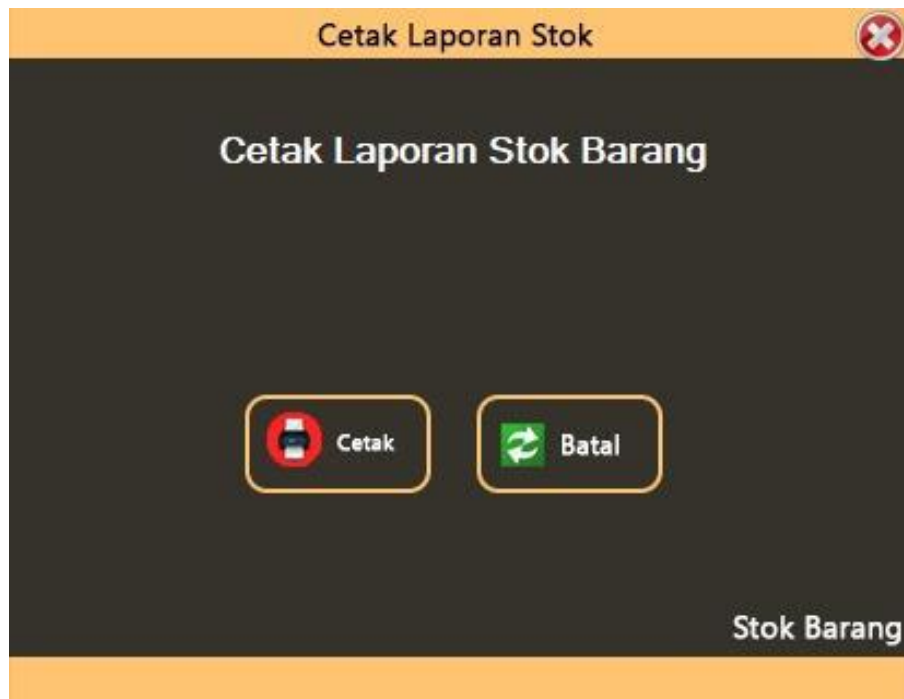 Cetak Laporan Stok
Cetak Laporan Stok Barang
Cetak
Batal
Stok Barang